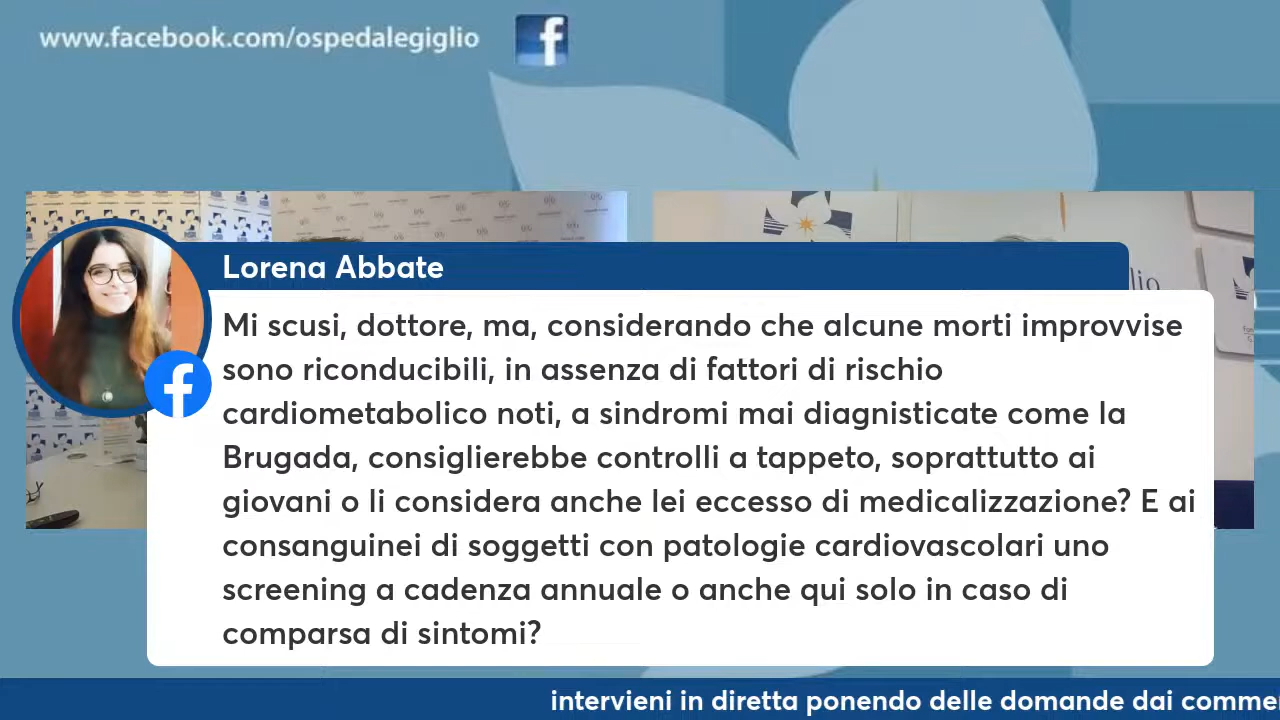 www.facebook.com/ospedalegiglio
Lorena Abbate
Mi scusi, dottore, ma, considerando che alcune morti improvvise
sono riconducibili, in assenza di fattori di rischio
cardiometabolico noti, a sindromi mai diagnisticate come la
Brugada, consiglierebbe controlli a tappeto, soprattutto ai
giovani o li considera anche lei eccesso di medicalizzazione? E ai
consanguinei di soggetti con patologie cardiovascolari uno
screening a cadenza annuale o anche qui solo in caso di
comparsa di sintomi?
intervieni in diretta ponendo delle domande dai comme